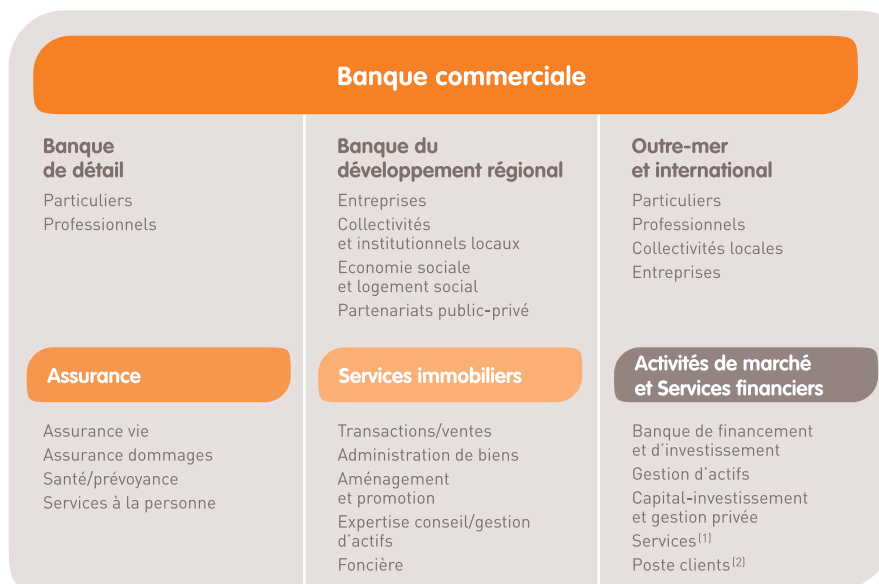 Banque commerciale
Banque
de détail
Particuliers
Professionnels
Banque du
développement régional
Entreprises
Collectivités
et institutionnels locaux
Economie sociale
et logement social
Partenariats public-privé
Outre-mer
et international
Particuliers
Professionnels
Collectivités locales
Entreprises
Assurance
Assurance vie
Assurance dommages
Santé/prévoyance
Services à la personne
Services immobiliers
Transactions/ventes
Administration de biens
Aménagement
et promotion
Expertise conseil/gestion
d'actifs
Foncière
Activités de marché
et Services financiers
Banque de financement
et d'investissement
Gestion d'actifs
Capital-investissement
et gestion privée
Services(1)
Poste clients(2)